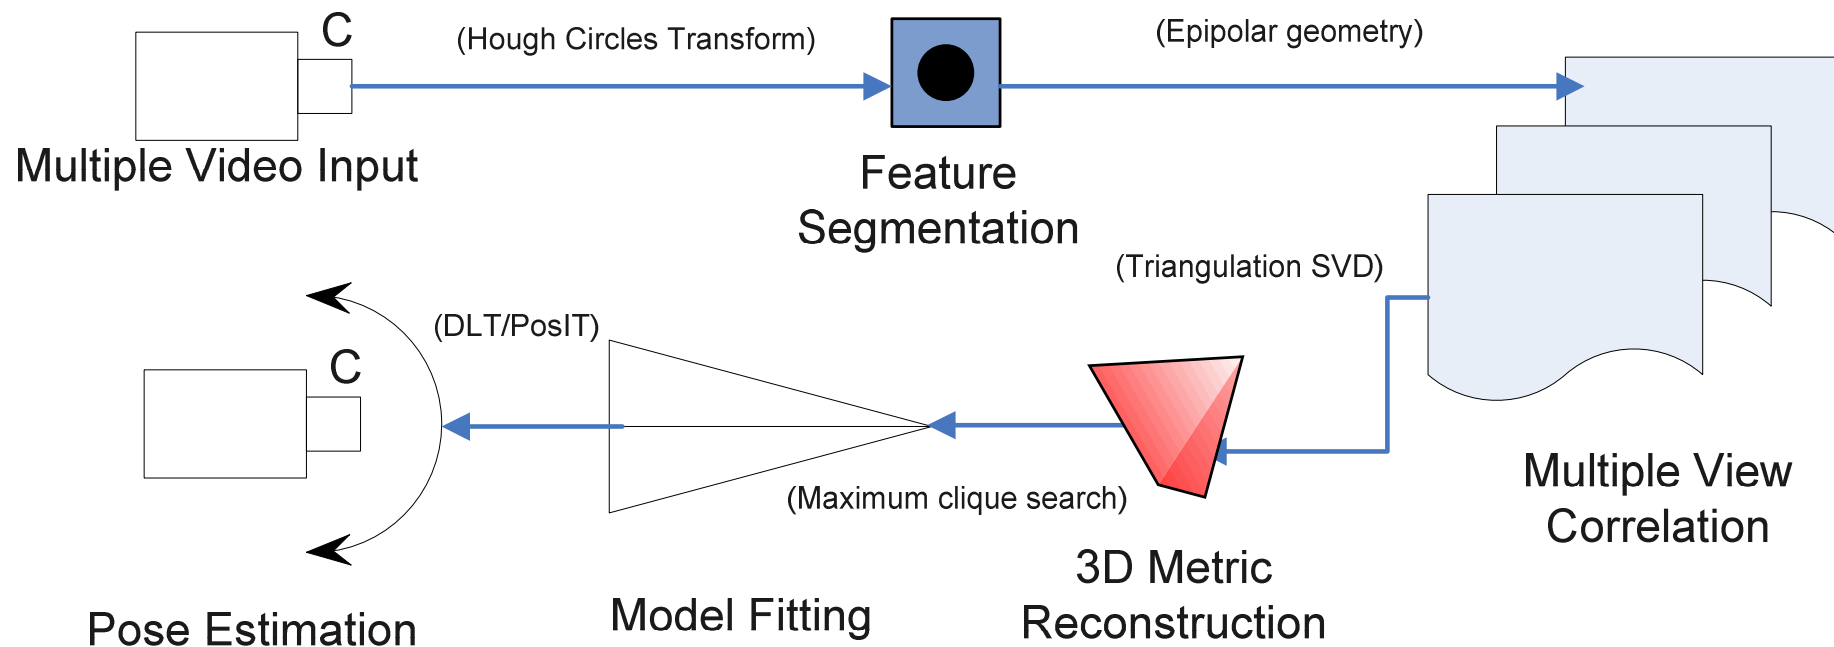 C
(Hough Circles Transform)
(Epipolar geometry)
Multiple Video Input
Feature
Segmentation
(Triangulation SVD)
(DLT/PosIT)
C
(Maximum clique search)
Multiple View
Correlation
3D Metric
Reconstruction
Model Fitting
Pose Estimation